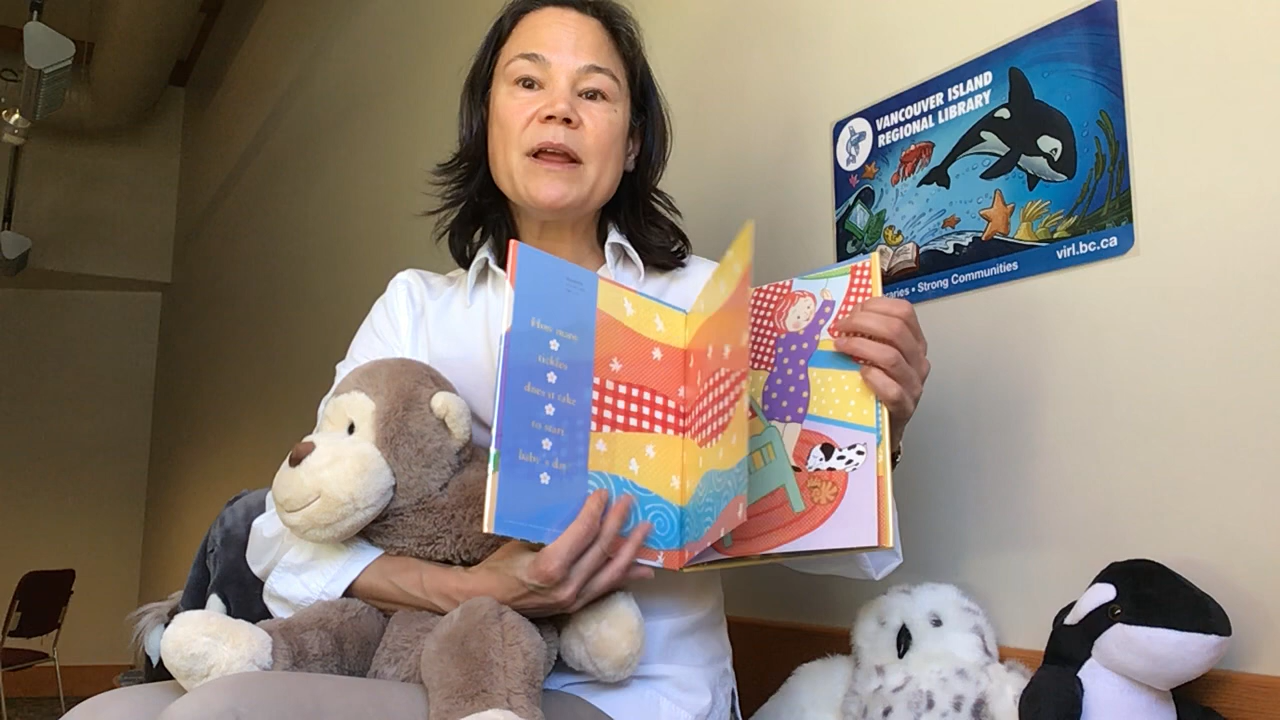 VANCOUVER ISLAND
REGIONAL LIBRARY
virl.bc.ca
• Strong Communities
How many
tickles
does it take
to start
baby's day